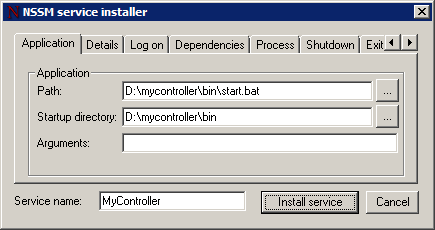 NSSM service installer
Application Details Log on Dependencies Process Shutdown Exit
Application
Path: D:\mycontroller\bin\start.bat ...
Startup directory: D:\mycontroller\bin ...
Arguments:
Service name: MyController Install service Cancel